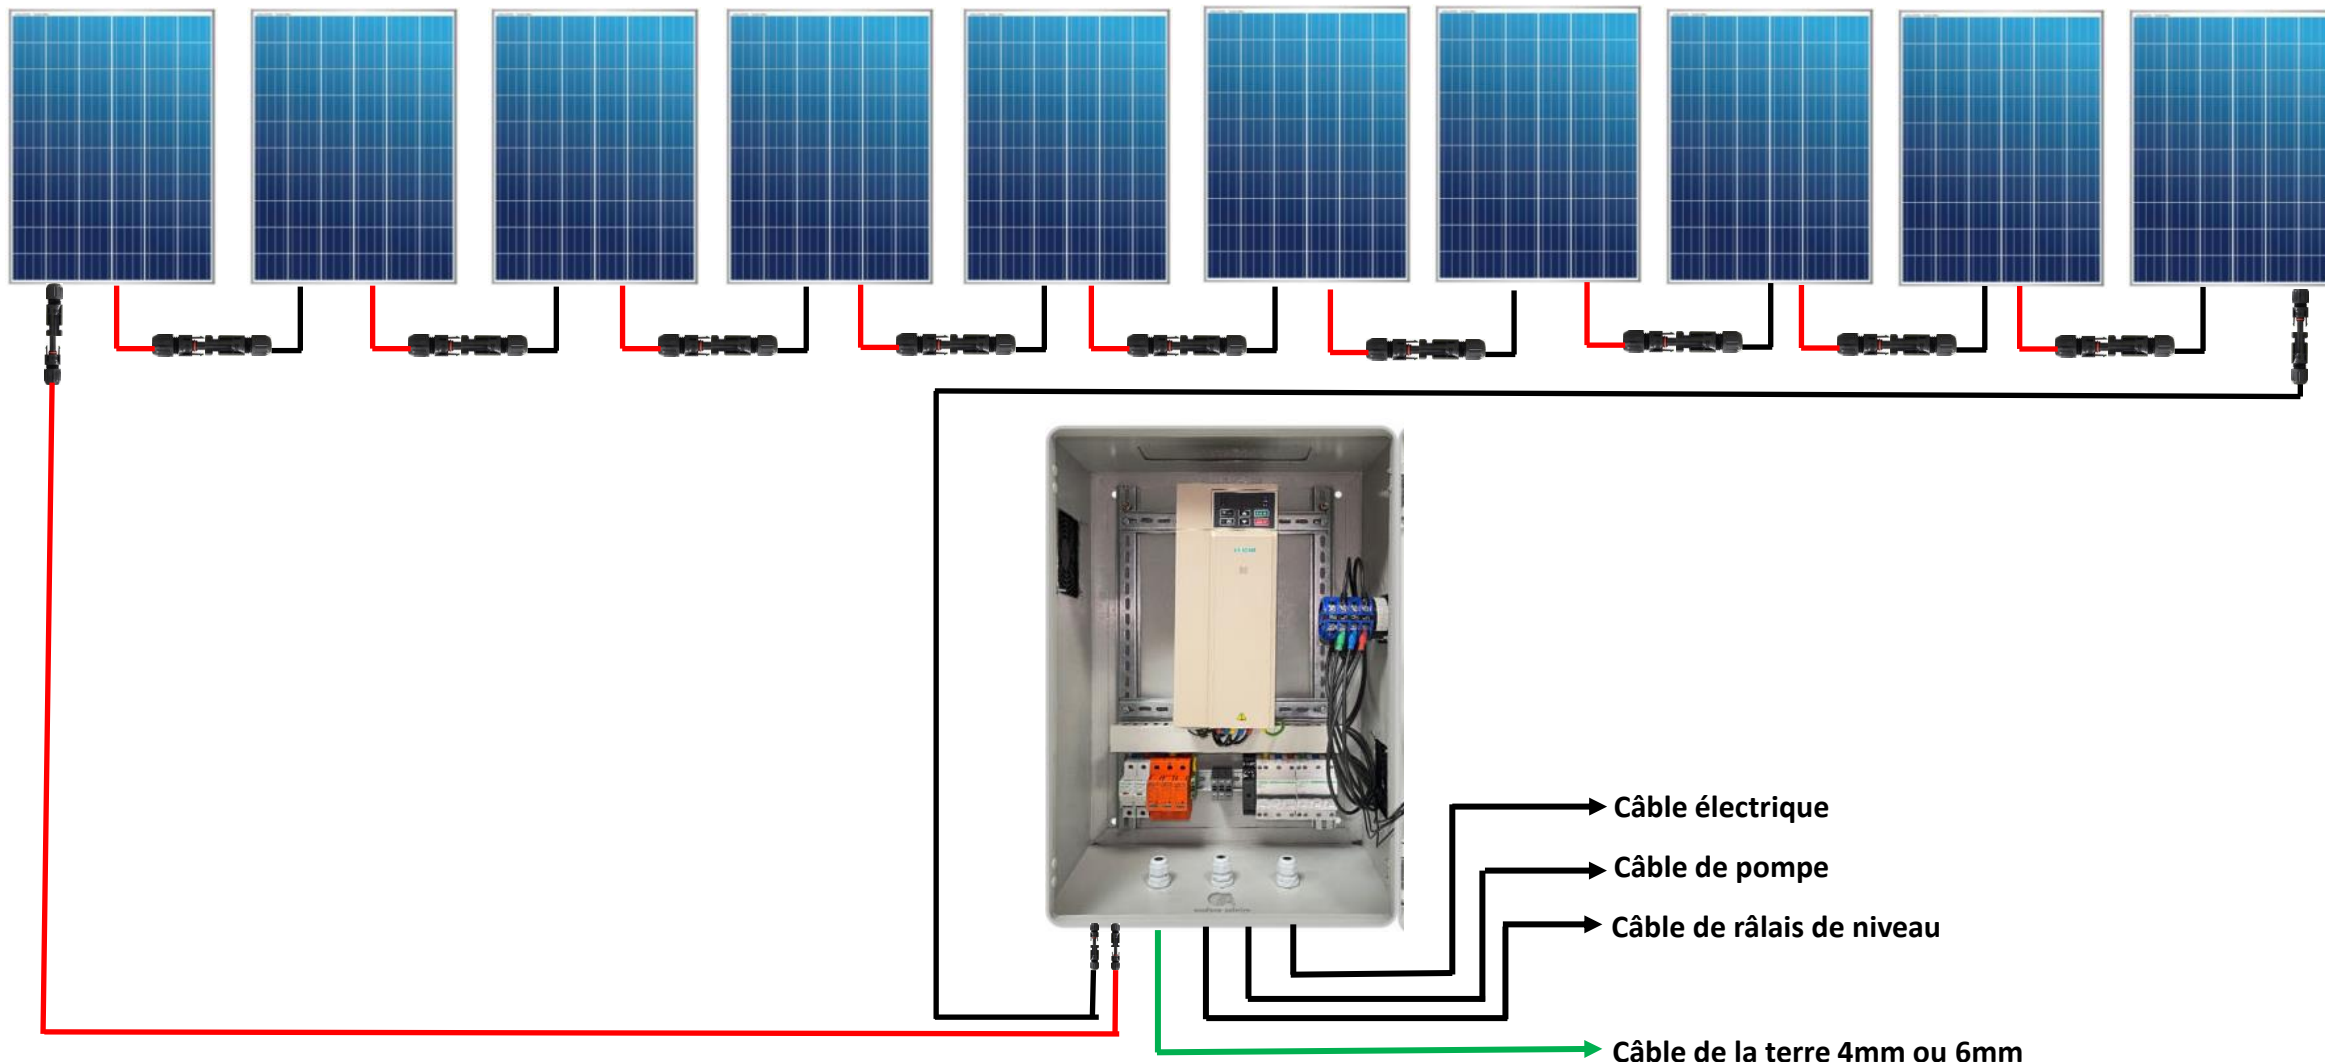 Câble électrique
Câble de pompe
Câble de râlais de niveau
Câble de la terre 4mm ou 6mm